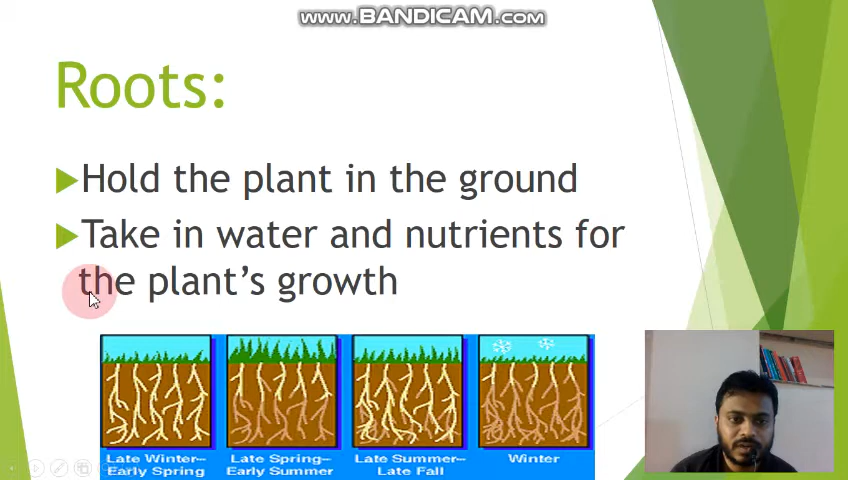 www.BANDICAM.com
Roots:
Hold the plant in the ground
Take in water and nutrients for
the plant's growth
Late Winter–
Early Spring
Late Spring–
Early Summer
Late Summer–
Late Fall
Winter